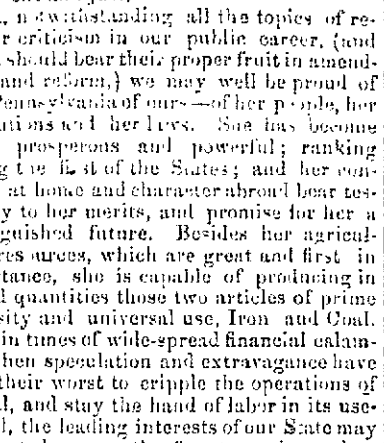 notwithstanding all the topics of re-
r criticism in our public career, (and
should bear their proper fruit in amend-
and reform,) we may well be proud of
Pennsylvania of ours—of her people, her
utions and her laws. She has become
prosperous and powerful; ranking
g the first of the States; and her con-
at home and character abroad bear tes-
y to her merits, and promise for her a
guished future. Besides her agricul-
res urces, which are great and first in
tance, she is capable of producing in
d quantities those two articles of prime
sity and universal use, Iron and Coal.
in times of wide-spread financial calam-
hen speculation and extravagance have
their worst to cripple the operations of
l, and stay the hand of labor in its use-
l, the leading interests of our State may